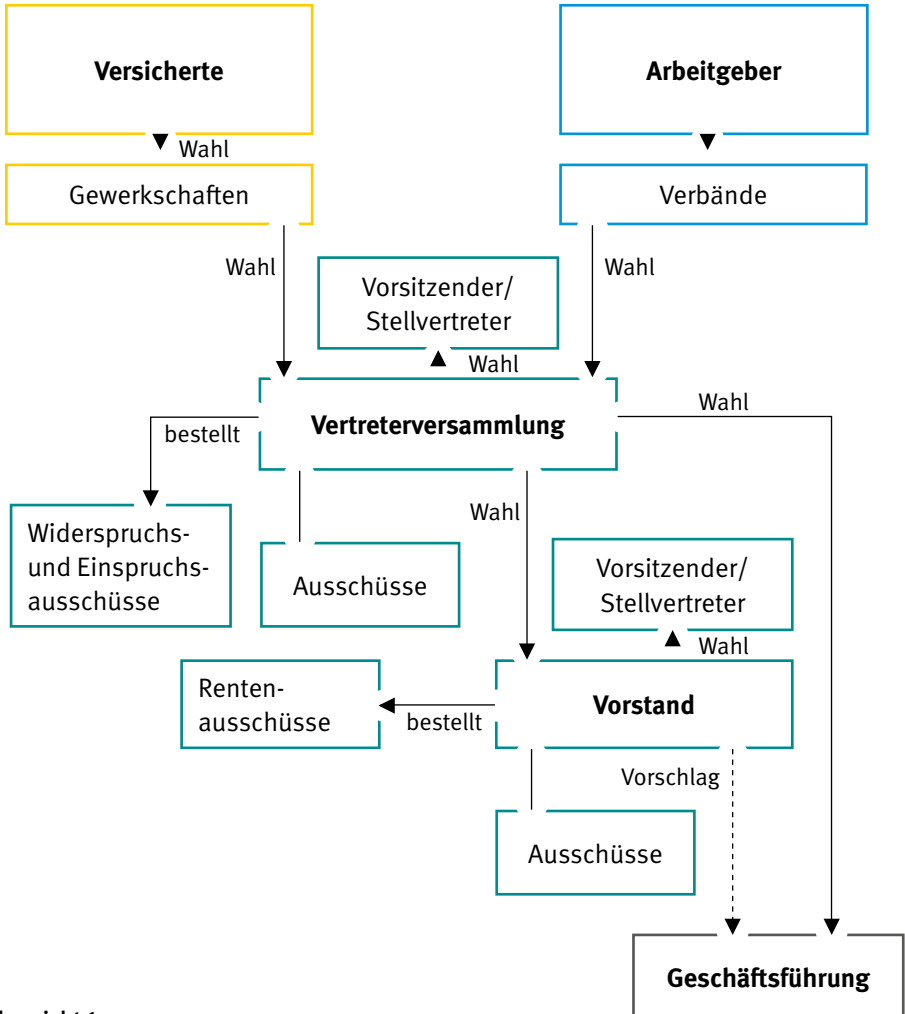 Versicherte
Arbeitgeber
Wahl
Gewerkschaften
Verbände
Wahl
Wahl
Vorsitzender/
Stellvertreter
Wahl
Vertreterversammlung
Wahl
bestellt
Wahl
Widerspruchs-
und Einspruchs-
ausschüsse
Ausschüsse
Vorsitzender/
Stellvertreter
Wahl
Renten-
ausschüsse
bestellt
Vorstand
Vorschlag
Ausschüsse
Geschäftsführung